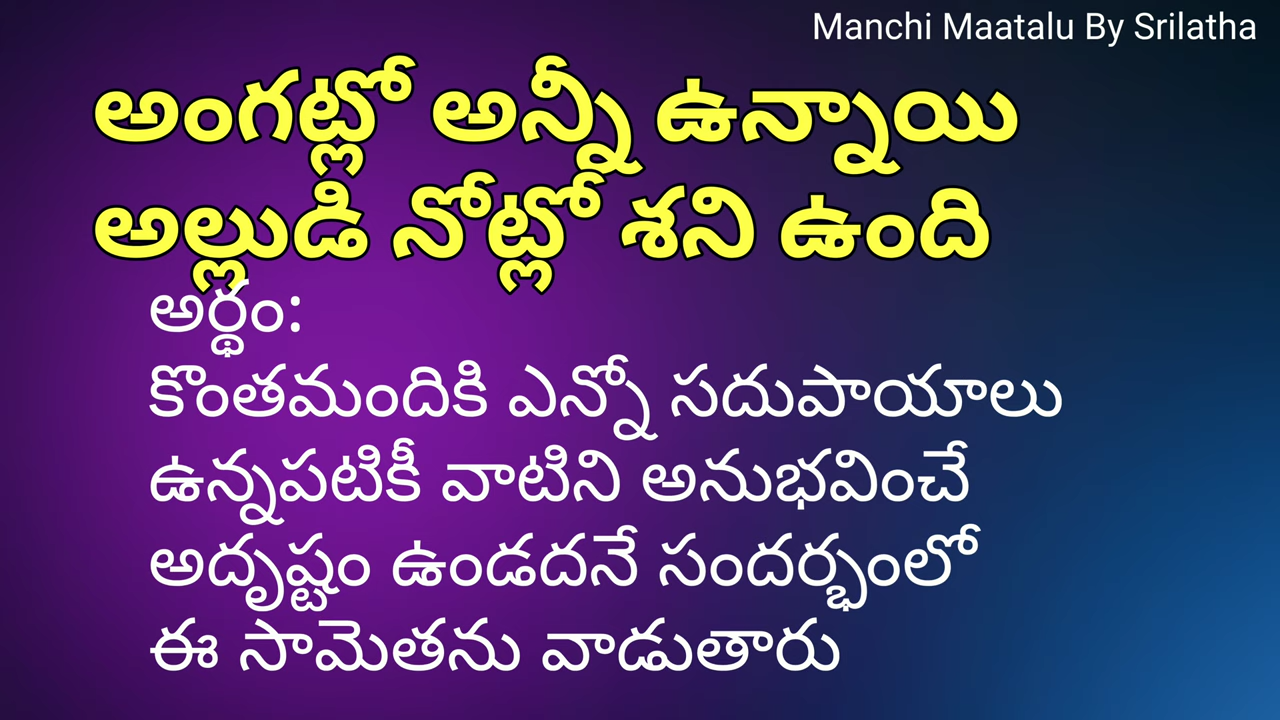 Manchi Maatalu By Srilatha
అంగట్లో అన్నీ ఉన్నాయి
అల్లుడి నోట్లో శని ఉంది
అర్థం:
కొంతమందికి ఎన్నో సదుపాయాలు
ఉన్నపటికీ వాటిని అనుభవించే
అదృష్టం ఉండదనే సందర్భంలో
ఈ సామెతను వాడుతారు